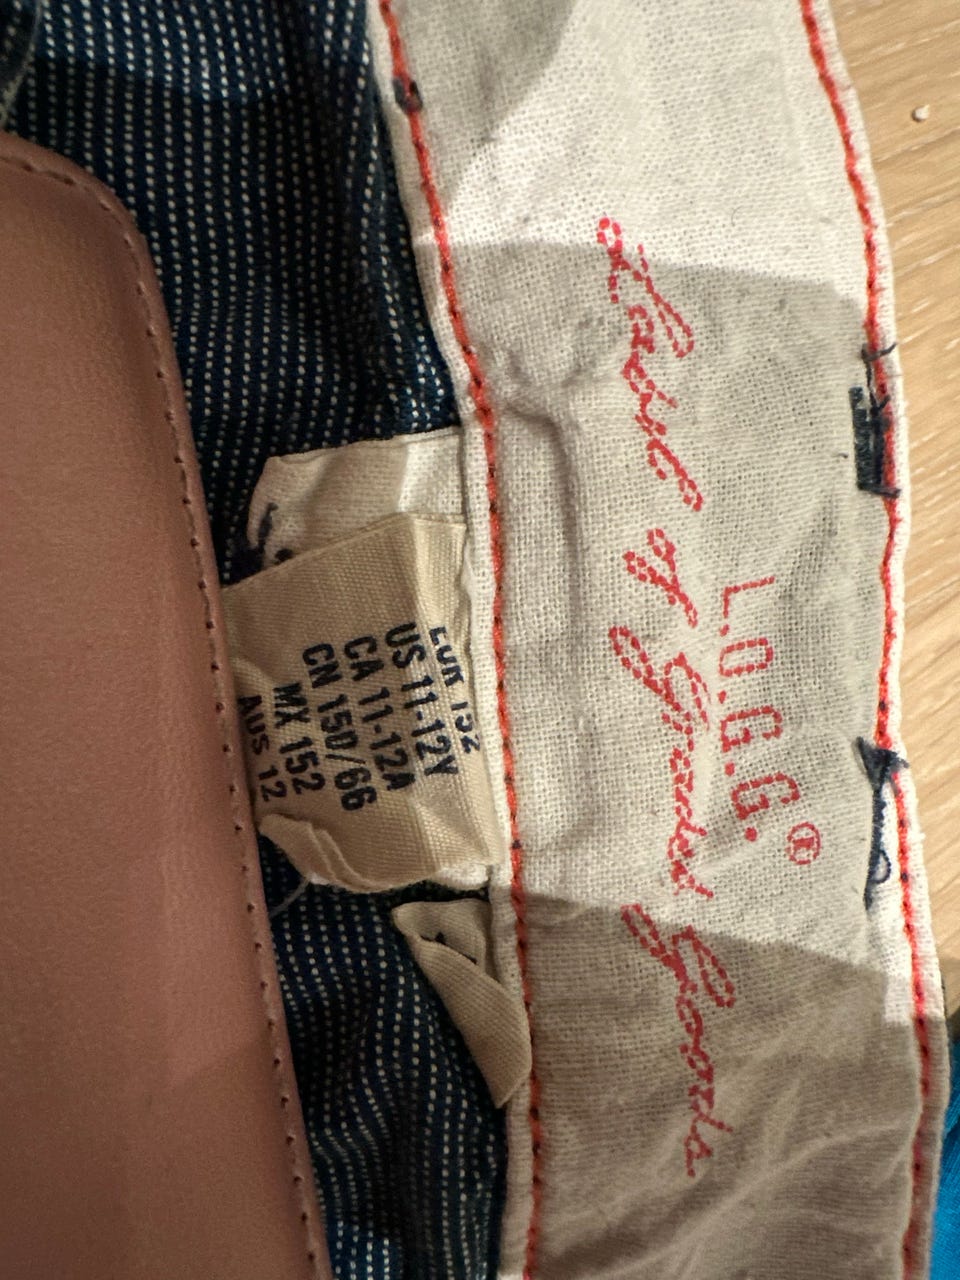 L.O.G.G.®
Label of Graded Goods
EUR 152
US 11-12Y
CA 11-12A
CN 150/66
MX 152
AUS 12